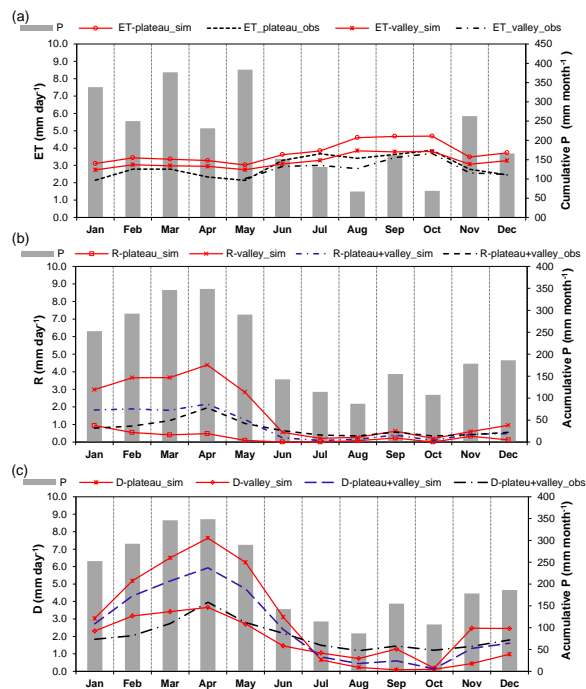 (a)
P ET-plateau_sim ET_plateau_obs ET-valley_sim ET_valley_obs
10.0 450
9.0 400
8.0 350
7.0 300
6.0 250
5.0 200
4.0 150
3.0 100
2.0 50
1.0 00
0.0
ET (mm day-1)
Cumulative P (mm month-1)
Jan Feb Mar Apr May Jun Jul Aug Sep Oct Nov Dec
(b)
P R-plateau_sim R-valley_sim R-plateau+valley_sim R-plateau+valley_obs
10.0 400
9.0 350
8.0 300
7.0 250
6.0 200
5.0 150
4.0 100
3.0 50
2.0 0
1.0
0.0
R (mm day-1)
Acumulative P (mm month-1)
Jan Feb Mar Apr May Jun Jul Aug Sep Oct Nov Dec
(c)
P D-plateau_sim D-valley_sim D-plateau+valley_sim D-plateu+valley_obs
10.0 400
9.0 350
8.0 300
7.0 250
6.0 200
5.0 150
4.0 100
3.0 50
2.0 0
1.0
0.0
D (mm day-1)
Acumulative P (mm month-1)
Jan Feb Mar Apr May Jun Jul Aug Sep Oct Nov Dec